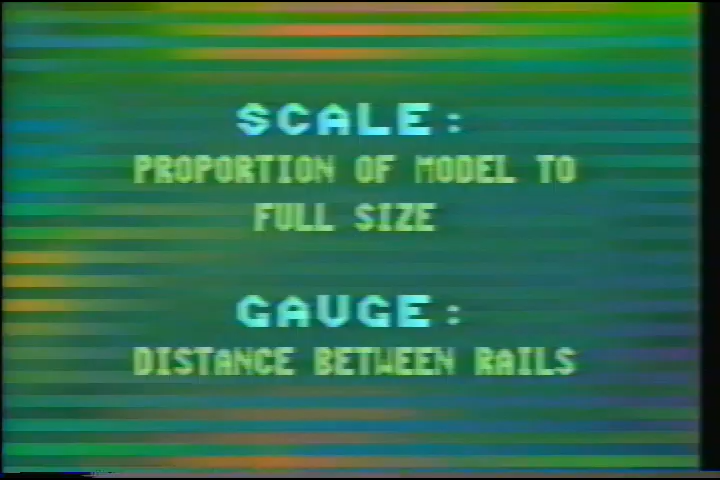 SCALE:
PROPORTION OF MODEL TO
FULL SIZE
GAUGE:
DISTANCE BETWEEN RAILS